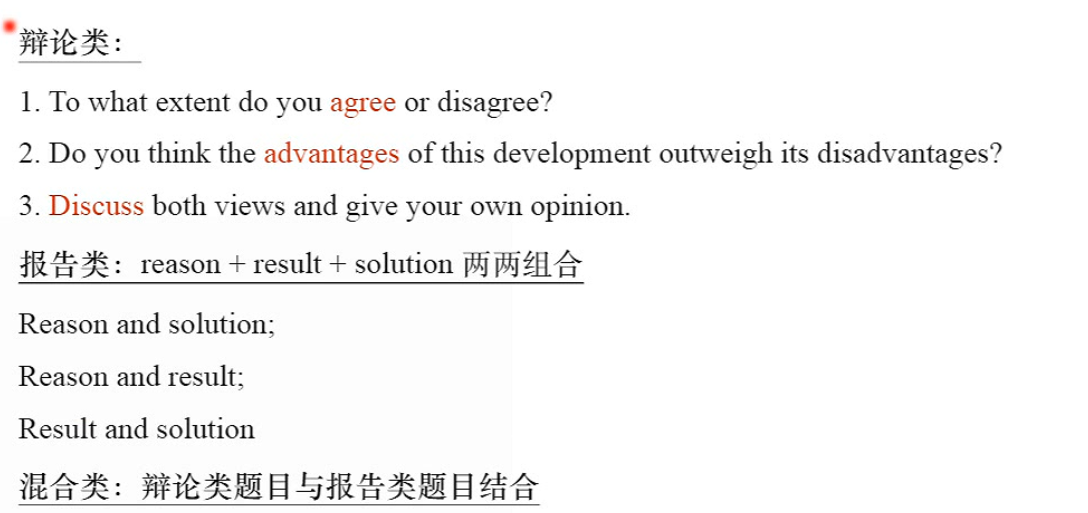 辩论类：
1. To what extent do you agree or disagree?
2. Do you think the advantages of this development outweigh its disadvantages?
3. Discuss both views and give your own opinion.
报告类：reason + result + solution 两两组合
Reason and solution;
Reason and result;
Result and solution
混合类：辩论类题目与报告类题目结合